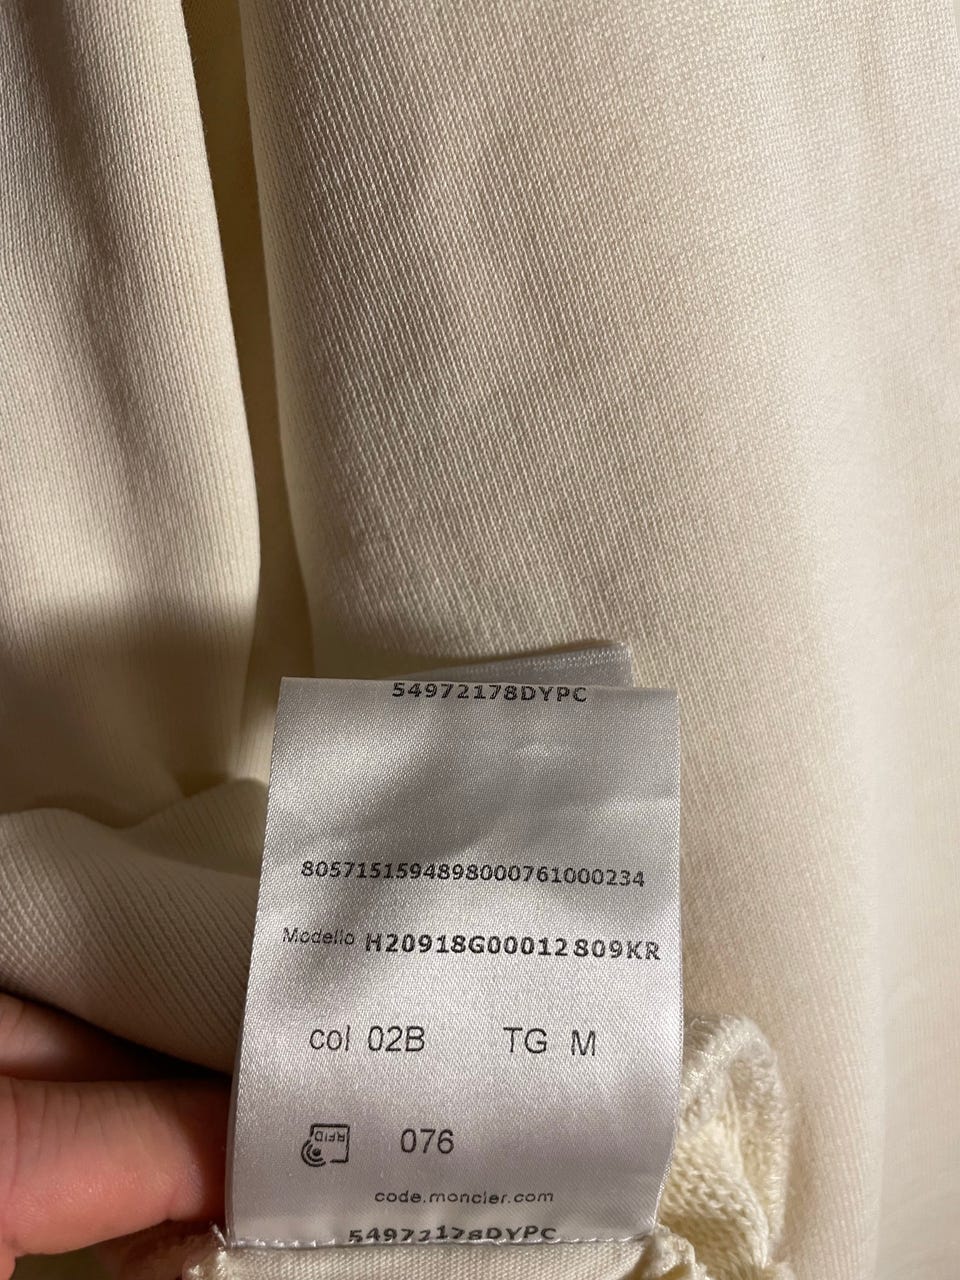 54972178DYPC
8057151594898000761000234
Modello H20918G00012809KR
col 02B TG M
RFID 076
code.moncler.com
54972178DYPC